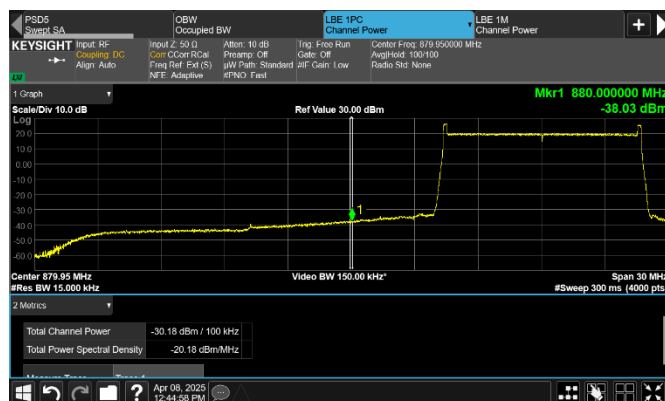 PSD5
Swept SA
OBW
Occupied BW
LBE 1PC
Channel Power
LBE 1M
Channel Power
KEYSIGHT
Input: RF
Coupling: DC
Align: Auto
Input Z: 50 Ω
Corr CCorr RCal
Freq Ref: Ext (S)
NFE: Adaptive
Atten: 10 dB
Preamp: Off
µW Path: Standard
#PNO: Fast
Trig: Free Run
Gate: Off
#IF Gain: Low
Center Freq: 879.950000 MHz
Avg|Hold: 100/100
Radio Std: None
1 Graph
Mkr1 880.000000 MHz
-38.03 dBm
Scale/Div 10.0 dB
Ref Value 30.00 dBm
Log
20.0
10.0
0.00
-10.0
-20.0
-30.0
-40.0
-50.0
-60.0
1
Center 879.95 MHz
Video BW 150.00 kHz*
Span 30 MHz
#Res BW 15.000 kHz
#Sweep 300 ms (4000 pts)
2 Metrics
Total Channel Power
-30.18 dBm / 100 kHz
Total Power Spectral Density
-20.18 dBm/MHz
Apr 08, 2025
12:44:58 PM